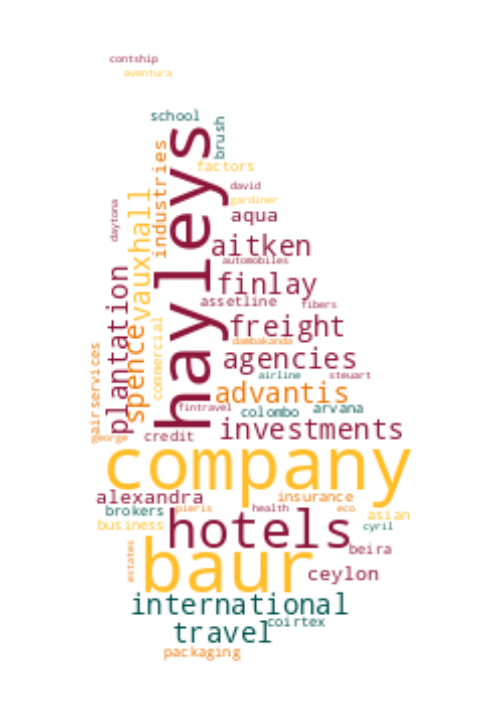 contship
aventura
school
brush
hayleys
industries
factors
david
gardiner
daytona
vauxhall
aqua
aitken
automobiles
plantation
finlay
assetline
fibers
spence
commercial
freight
dambakanda
airservices
agencies
airline
steuart
advantis
fintravel
colombo
arvana
george
credit
investments
company
alexandra
insurance
brokers
pieris
health
eco
asian
business
hotels
cyril
estates
baur
beira
ceylon
international
coirtex
travel
packaging